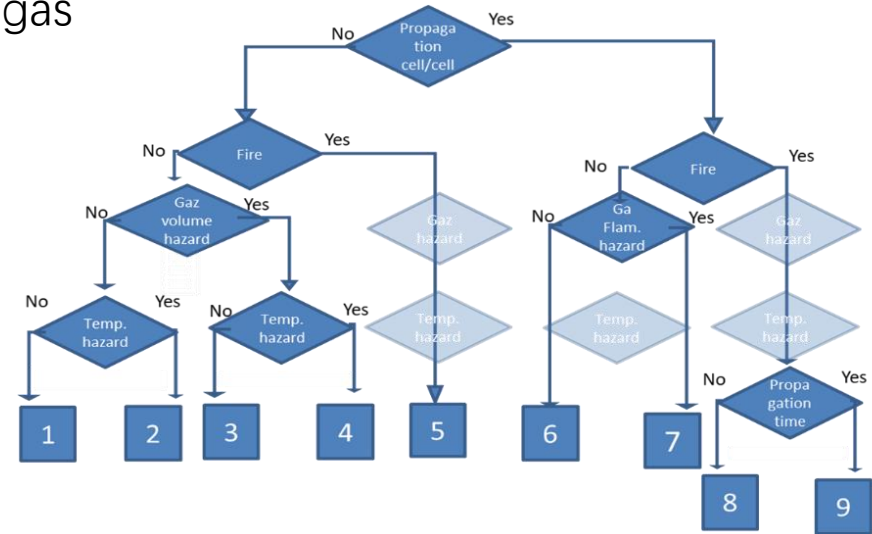 gas
Propaga
tion
cell/cell
No
Yes
Fire
No
Yes
Fire
No
Yes
Gaz
volume
hazard
No
Yes
Gaz
hazard
Ga
Flam.
hazard
No
Yes
Gaz
hazard
Temp.
hazard
No
Yes
Temp.
hazard
No
Yes
Temp.
hazard
Temp.
hazard
Temp.
hazard
Propa
gation
time
No
Yes
1
2
3
4
5
6
7
8
9